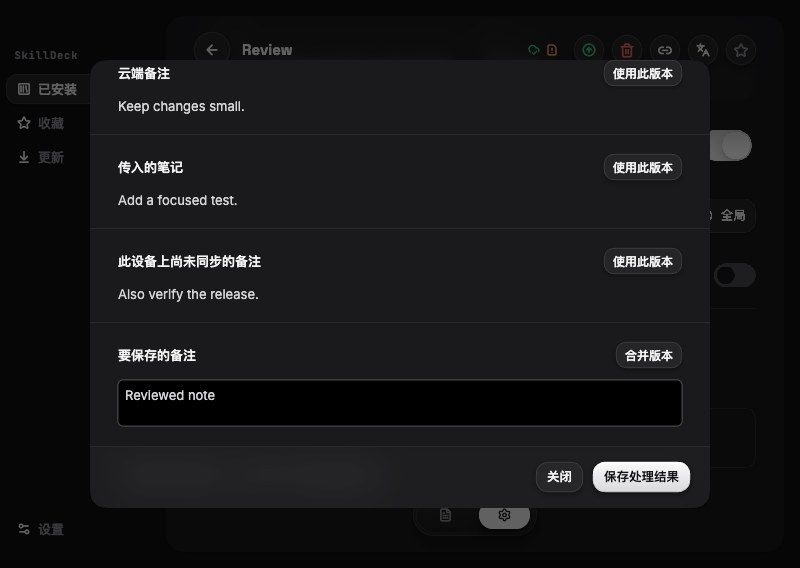 SkillDeck
Review
已安装
收藏
更新
云端备注
使用此版本
Keep changes small.
传入的笔记
使用此版本
Add a focused test.
此设备上尚未同步的备注
使用此版本
Also verify the release.
要保存的备注
合并版本
Reviewed note
关闭
保存处理结果
全局
设置